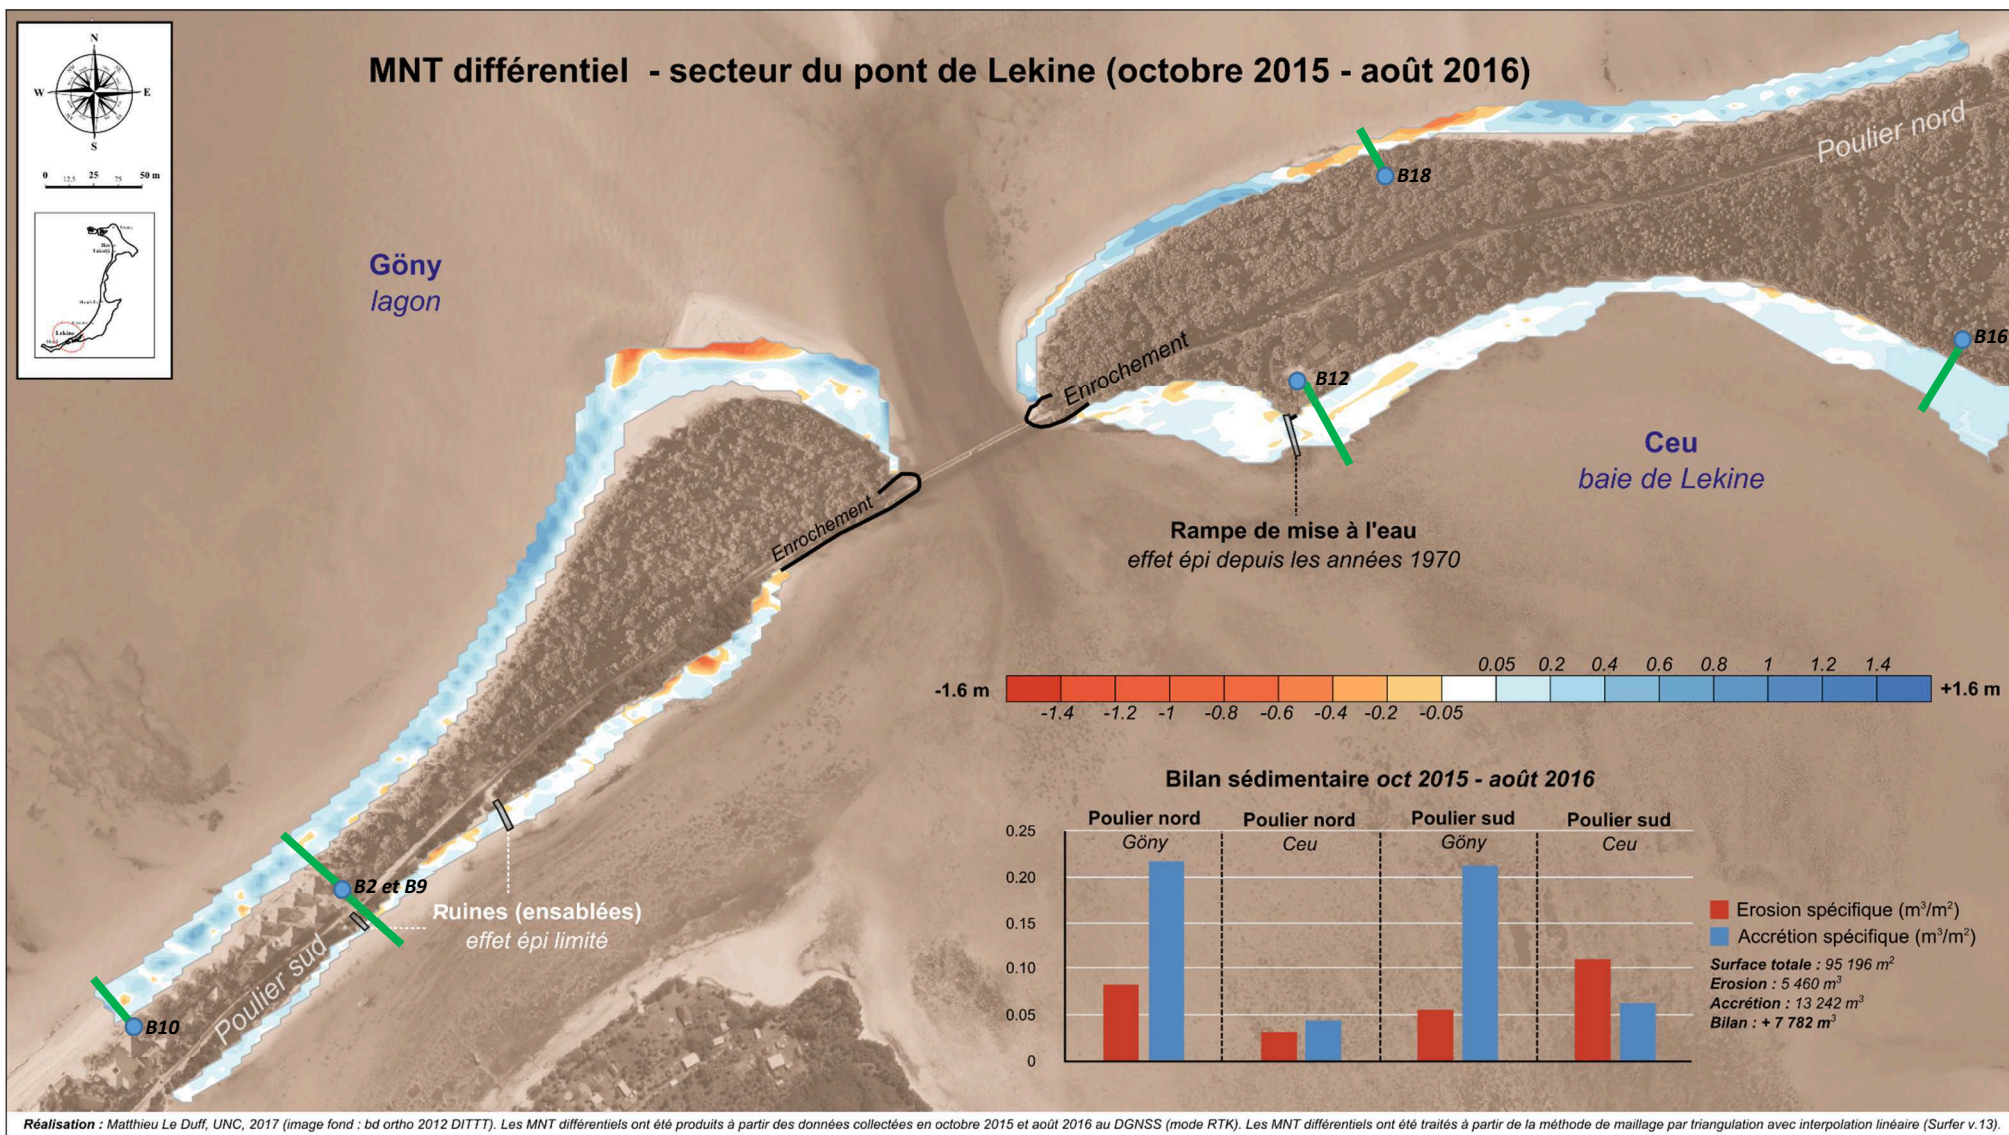 MNT différentiel - secteur du pont de Lekine (octobre 2015 - août 2016)
N
W
E
S
0 12,5 25 75 50 m
Lekine
Göny
lagon
Poulier nord
B18
B16
B12
Enrochement
Enrochement
Ceu
baie de Lekine
Rampe de mise à l'eau
effet épi depuis les années 1970
0.05 0.2 0.4 0.6 0.8 1 1.2 1.4
-1.6 m
+1.6 m
-1.4 -1.2 -1 -0.8 -0.6 -0.4 -0.2 -0.05
B2 et B9
Ruines (ensablées)
effet épi limité
Poulier sud
B10
Bilan sédimentaire oct 2015 - août 2016
Poulier nord Poulier nord Poulier sud Poulier sud
Göny Ceu Göny Ceu
0.25
0.20
0.15
0.10
0.05
0
Erosion spécifique (m³/m²)
Accrétion spécifique (m³/m²)
Surface totale : 95 196 m²
Erosion : 5 460 m³
Accrétion : 13 242 m³
Bilan : + 7 782 m³
Réalisation : Matthieu Le Duff, UNC, 2017 (image fond : bd ortho 2012 DITTT). Les MNT différentiels ont été produits à partir des données collectées en octobre 2015 et août 2016 au DGNSS (mode RTK). Les MNT différentiels ont été traités à partir de la méthode de maillage par triangulation avec interpolation linéaire (Surfer v.13).